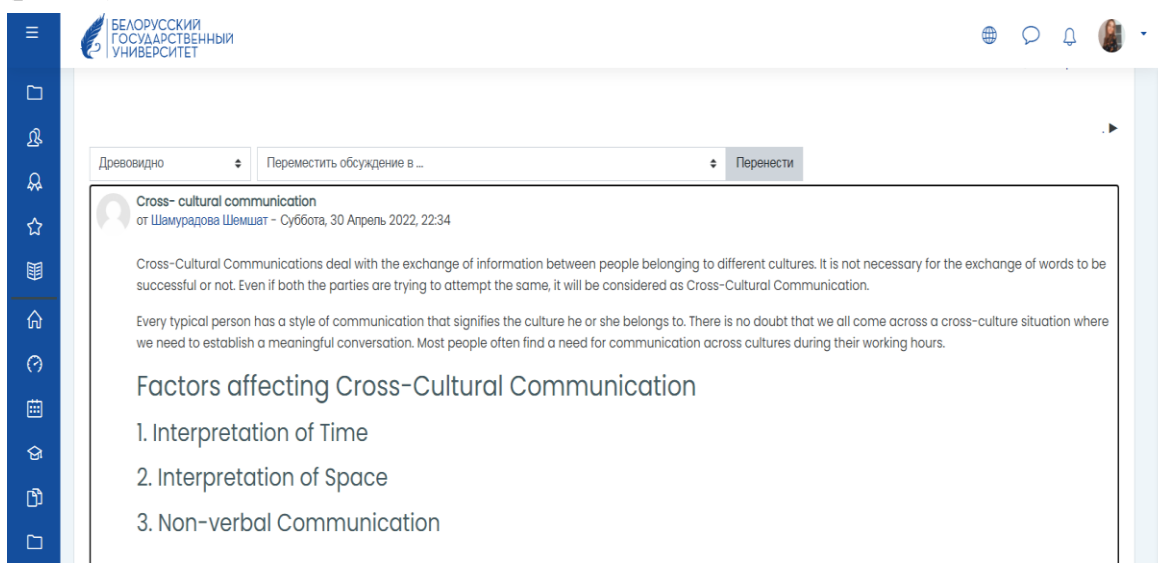 БЕЛОРУССКИЙ
ГОСУДАРСТВЕННЫЙ
УНИВЕРСИТЕТ
Древовидно
Переместить обсуждение в ...
Перенести
Cross- cultural communication
от Шамурадова Шемшат - Суббота, 30 Апрель 2022, 22:34
Cross-Cultural Communications deal with the exchange of information between people belonging to different cultures. It is not necessary for the exchange of words to be
successful or not. Even if both the parties are trying to attempt the same, it will be considered as Cross-Cultural Communication.
Every typical person has a style of communication that signifies the culture he or she belongs to. There is no doubt that we all come across a cross-culture situation where
we need to establish a meaningful conversation. Most people often find a need for communication across cultures during their working hours.
Factors affecting Cross-Cultural Communication
1. Interpretation of Time
2. Interpretation of Space
3. Non-verbal Communication